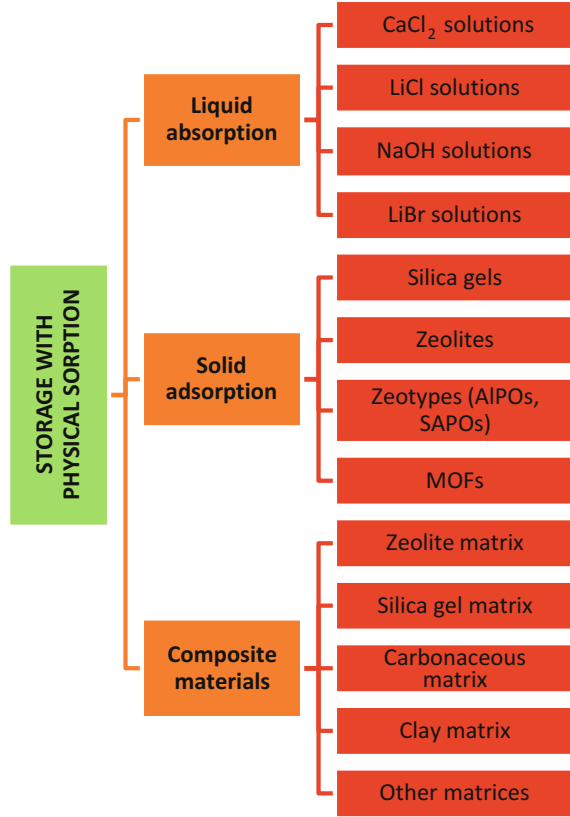 STORAGE WITH
PHYSICAL SORPTION
Liquid
absorption
CaCl₂ solutions
LiCl solutions
NaOH solutions
LiBr solutions
Solid
adsorption
Silica gels
Zeolites
Zeotypes (AlPOs,
SAPOs)
MOFs
Composite
materials
Zeolite matrix
Silica gel matrix
Carbonaceous
matrix
Clay matrix
Other matrices